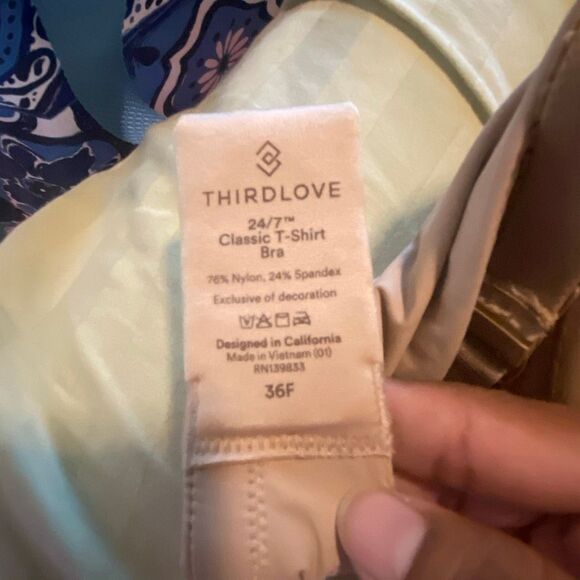 THIRDLOVE
24/7™
Classic T-Shirt
Bra
76% Nylon, 24% Spandex
Exclusive of decoration
Designed in California
Made in Vietnam (01)
RN139833
36F